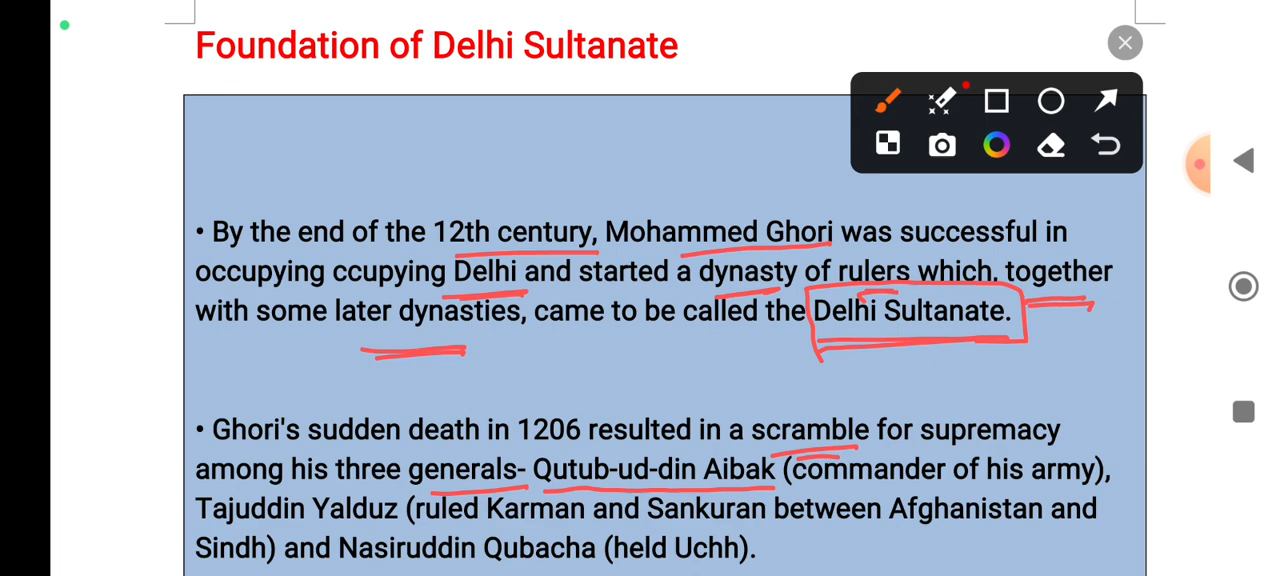 Foundation of Delhi Sultanate
• By the end of the 12th century, Mohammed Ghori was successful in
occupying ccupying Delhi and started a dynasty of rulers which. together
with some later dynasties, came to be called the Delhi Sultanate.
• Ghori's sudden death in 1206 resulted in a scramble for supremacy
among his three generals- Qutub-ud-din Aibak (commander of his army),
Tajuddin Yalduz (ruled Karman and Sankuran between Afghanistan and
Sindh) and Nasiruddin Qubacha (held Uchh).